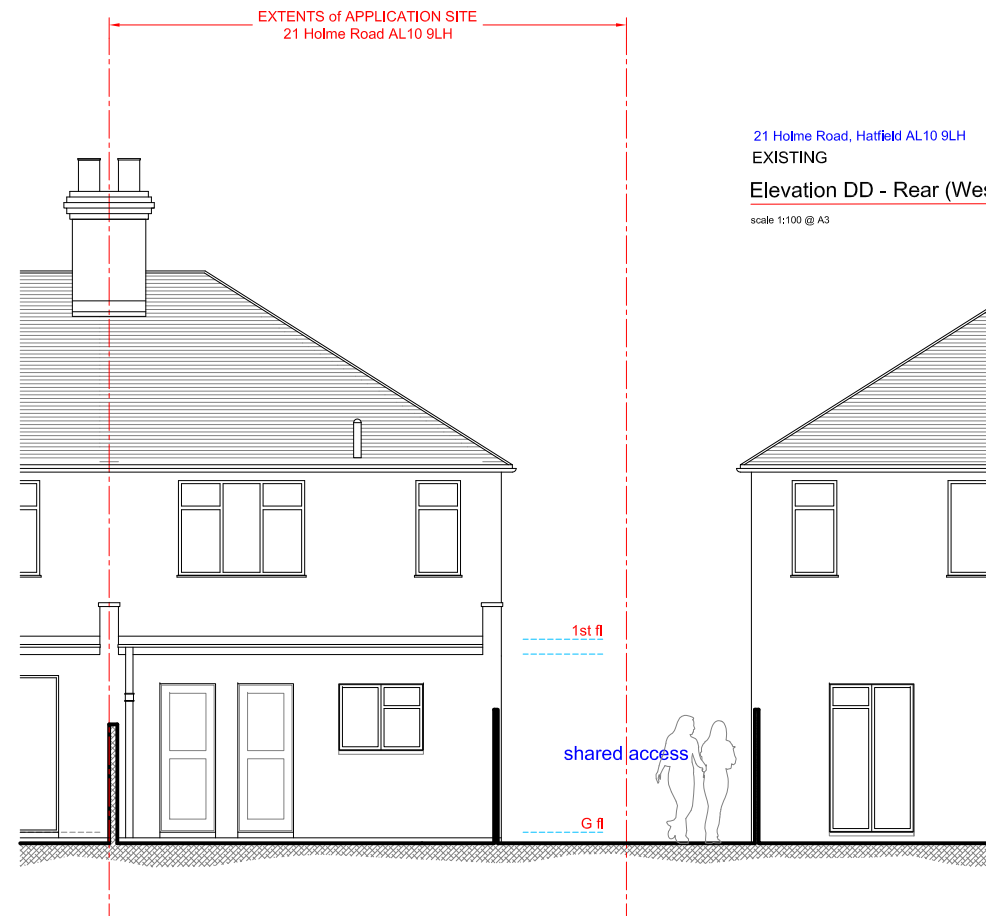 EXTENTS of APPLICATION SITE
21 Holme Road AL10 9LH
21 Holme Road, Hatfield AL10 9LH
EXISTING
Elevation DD - Rear (Wes
scale 1:100 @ A3
1st fl
shared access
G fl